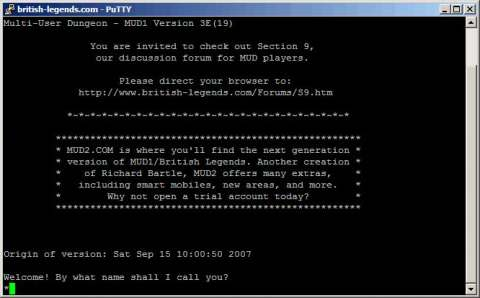 british-legends.com - PuTTY
Multi-User Dungeon - MUD1 Version 3E(19)
You are invited to check out Section 9,
our discussion forum for MUD players.
Please direct your browser to:
http://www.british-legends.com/Forums/S9.htm
*-*-*-*-*-*-*-*-*-*-*-*-*-*-*-*-*-*-*-*-*-*-*
*****************************************************
* MUD2.COM is where you'll find the next generation *
* version of MUD1/British Legends. Another creation *
* of Richard Bartle, MUD2 offers many extras, *
* including smart mobiles, new areas, and more. *
* Why not open a trial account today? *
*****************************************************
Origin of version: Sat Sep 15 10:00:50 2007
Welcome! By what name shall I call you?
*